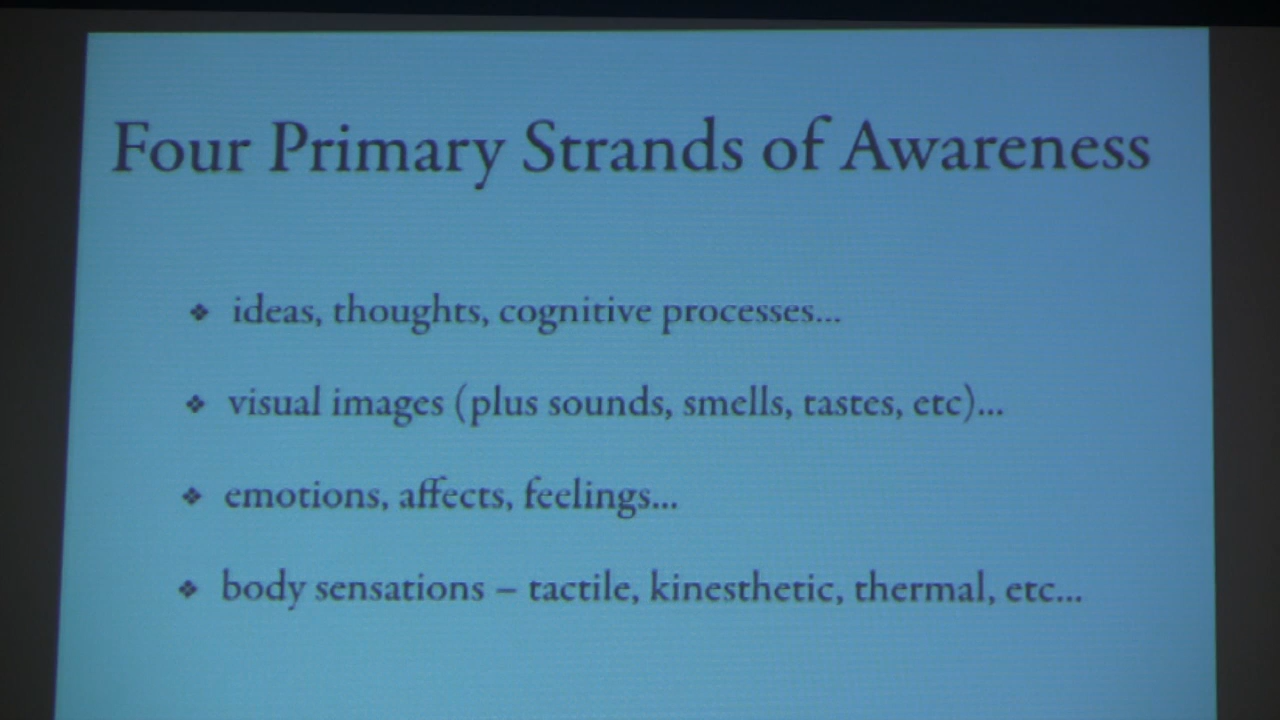 Four Primary Strands of Awareness
❖ ideas, thoughts, cognitive processes...
❖ visual images (plus sounds, smells, tastes, etc)...
❖ emotions, affects, feelings...
❖ body sensations – tactile, kinesthetic, thermal, etc...